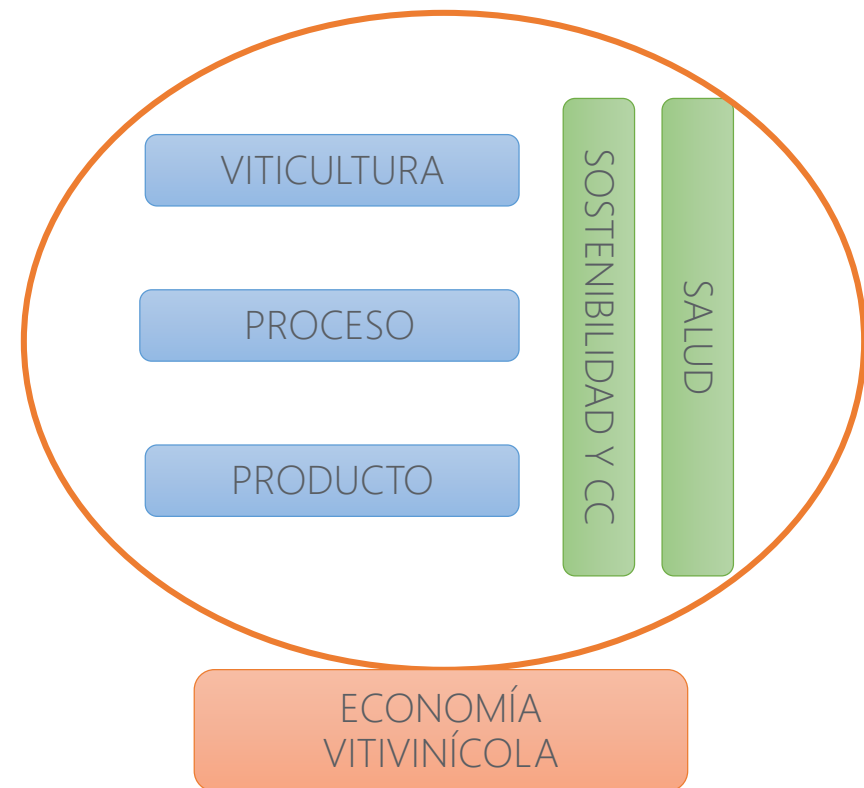 VITICULTURA
PROCESO
PRODUCTO
SOSTENIBILIDAD Y CC
SALUD
ECONOMÍA
VITIVINÍCOLA